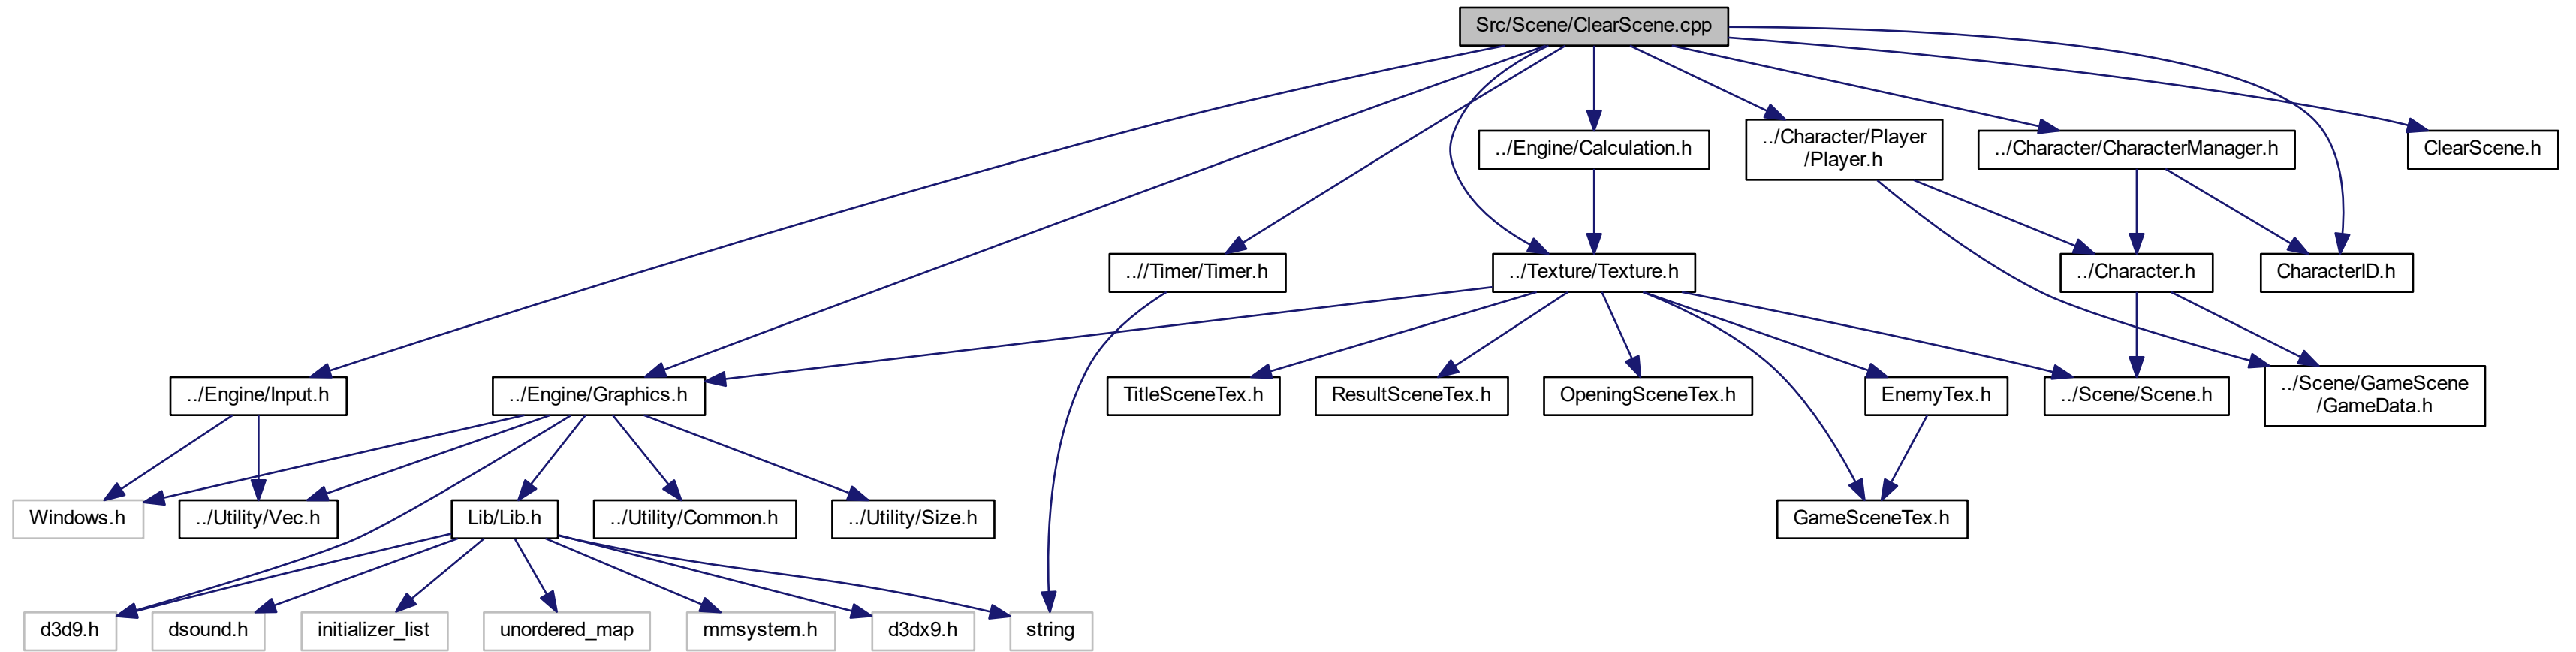 Src/Scene/ClearScene.cpp
../Engine/Calculation.h
../Character/Player
/Player.h
../Character/CharacterManager.h
ClearScene.h
..//Timer/Timer.h
../Texture/Texture.h
../Character.h
CharacterID.h
../Engine/Input.h
../Engine/Graphics.h
TitleSceneTex.h
ResultSceneTex.h
OpeningSceneTex.h
EnemyTex.h
../Scene/Scene.h
../Scene/GameScene
/GameData.h
Windows.h
../Utility/Vec.h
Lib/Lib.h
../Utility/Common.h
../Utility/Size.h
GameSceneTex.h
d3d9.h
dsound.h
initializer_list
unordered_map
mmsystem.h
d3dx9.h
string